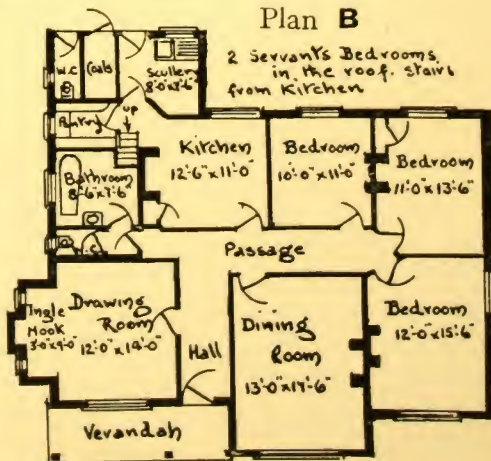 Plan B
2 Servants Bedrooms
in the roof. Stairs
from Kitchen
W.C
Coals
Scullery
8'0"x9'6"
Pantry
up
Kitchen
12'6"x11'0"
Bedroom
10'0"x11'0"
Bedroom
11'0"x13'6"
Bathroom
8'6"x7'6"
W.C.
Passage
Ingle
Nook
3'0"x9'0"
Drawing
Room
12'0"x14'0"
Hall
Dining
Room
13'0"x17'6"
Bedroom
12'0"x15'6"
Verandah